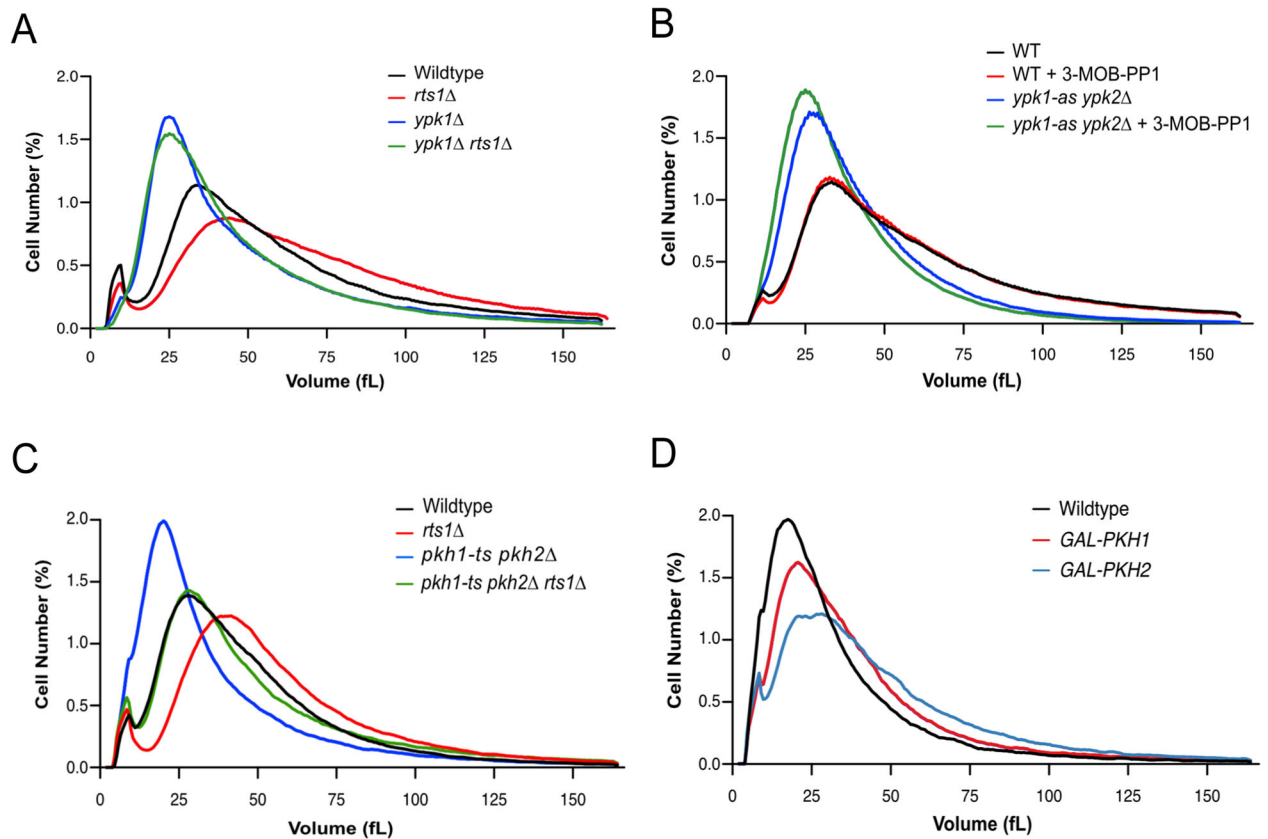 A
Wildtype
rts1Δ
ypk1Δ
ypk1Δ rts1Δ
2.0
1.5
1.0
0.5
0.0
Cell Number (%)
0 25 50 75 100 125 150
Volume (fL)
B
WT
WT + 3-MOB-PP1
ypk1-as ypk2Δ
ypk1-as ypk2Δ + 3-MOB-PP1
2.0
1.5
1.0
0.5
0.0
Cell Number (%)
0 25 50 75 100 125 150
Volume (fL)
C
Wildtype
rts1Δ
pkh1-ts pkh2Δ
pkh1-ts pkh2Δ rts1Δ
2.0
1.5
1.0
0.5
0.0
Cell Number (%)
0 25 50 75 100 125 150
Volume (fL)
D
Wildtype
GAL-PKH1
GAL-PKH2
2.0
1.5
1.0
0.5
0.0
Cell Number (%)
0 25 50 75 100 125 150
Volume (fL)